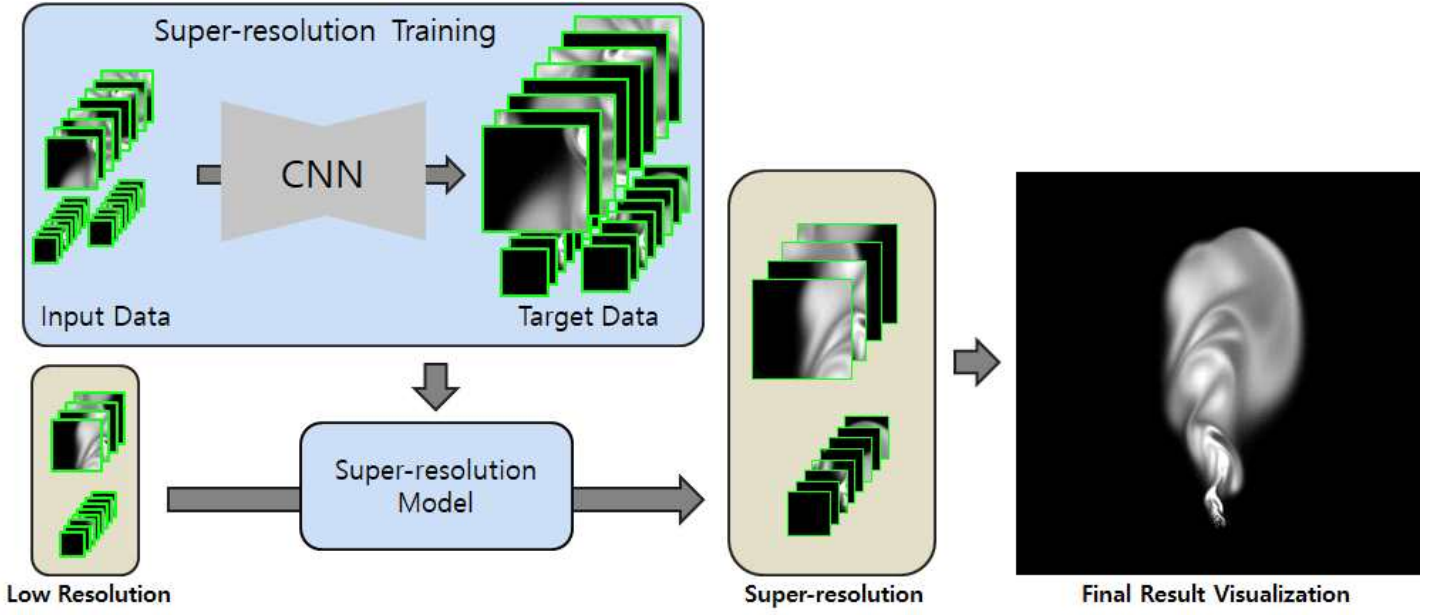 Super-resolution Training
CNN
Input Data
Target Data
Super-resolution
Model
Low Resolution
Super-resolution
Final Result Visualization